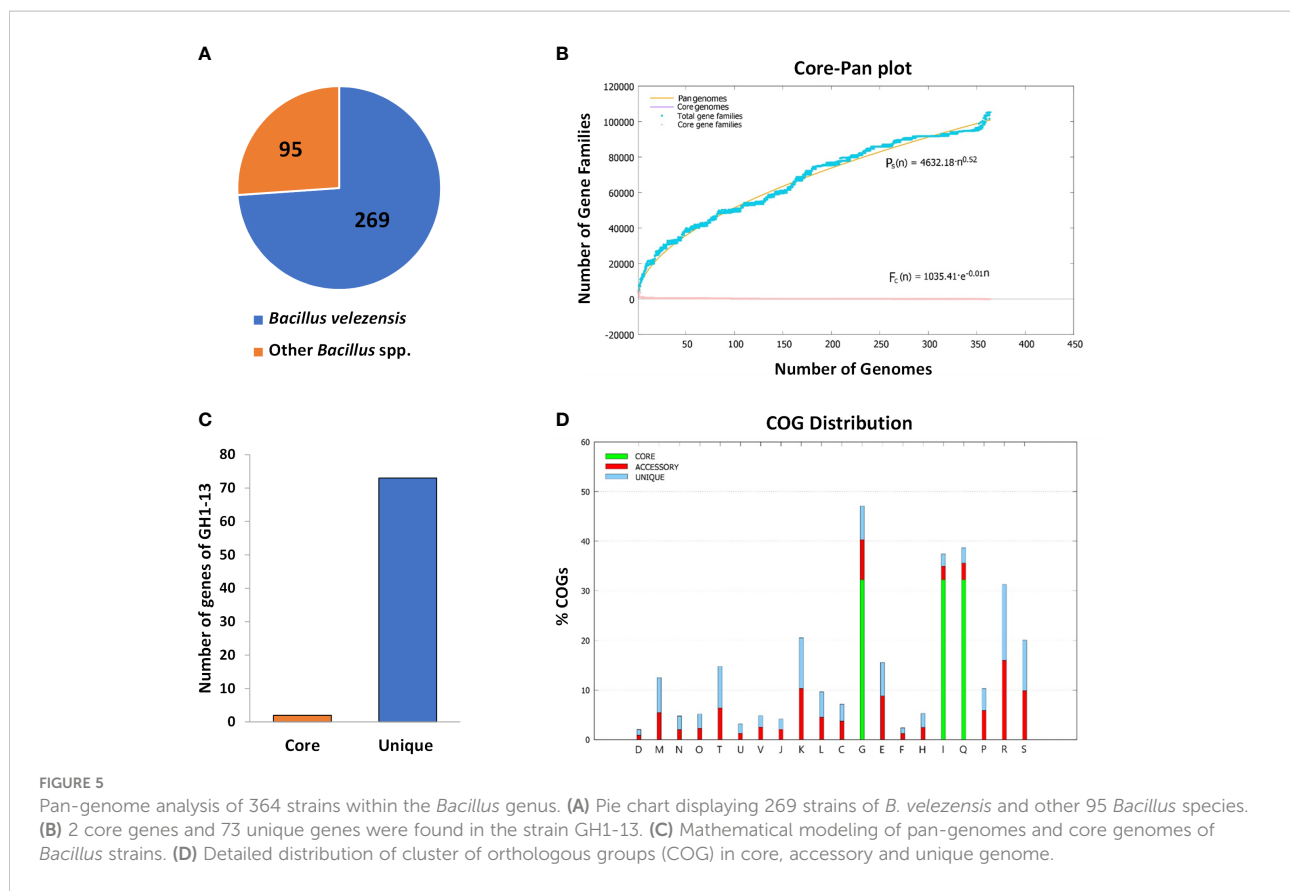 A
95
269
Bacillus velezensis
Other Bacillus spp.
B
Core-Pan plot
Number of Gene Families
120000
100000
80000
60000
40000
20000
0
-20000
Pan genomes
Core genomes
Total gene families
Core gene families
Ps(n) = 4632.18·n^0.52
Fc(n) = 1035.41·e^-0.01n
50 100 150 200 250 300 350 400 450
Number of Genomes
C
Number of genes of GH1-13
80
70
60
50
40
30
20
10
0
Core Unique
D
COG Distribution
% COGs
60
50
40
30
20
10
0
CORE
ACCESSORY
UNIQUE
D M N O T U V J K L C G E F H I Q P R S
FIGURE 5
Pan-genome analysis of 364 strains within the Bacillus genus. (A) Pie chart displaying 269 strains of B. velezensis and other 95 Bacillus species.
(B) 2 core genes and 73 unique genes were found in the strain GH1-13. (C) Mathematical modeling of pan-genomes and core genomes of
Bacillus strains. (D) Detailed distribution of cluster of orthologous groups (COG) in core, accessory and unique genome.